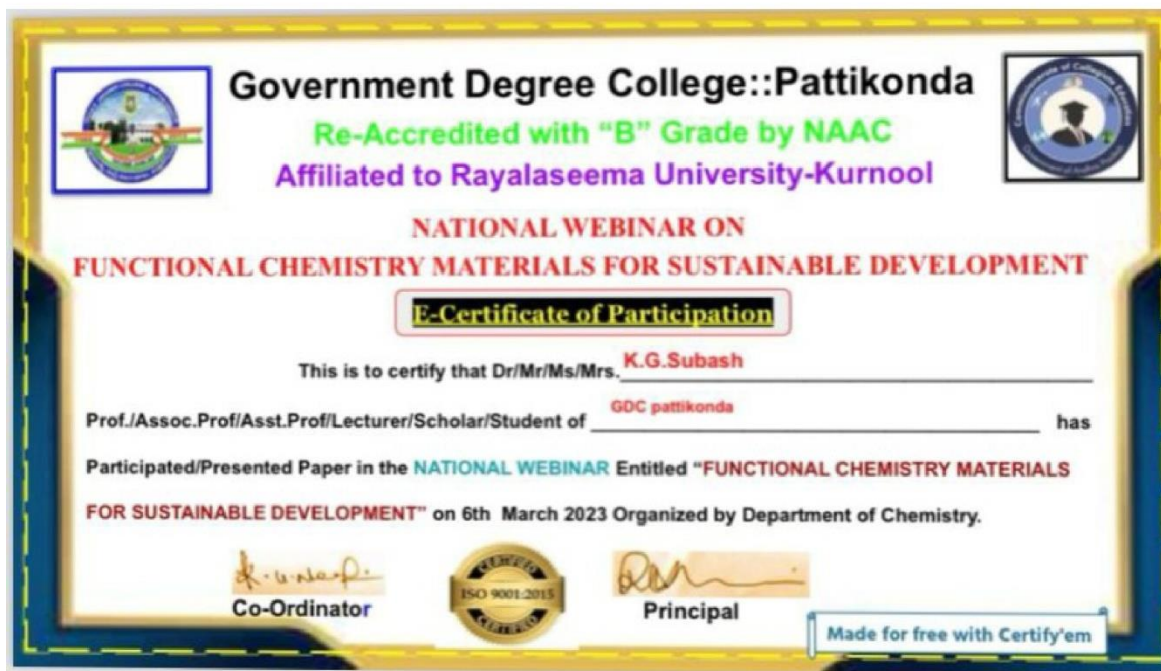 Government Degree College::Pattikonda
Re-Accredited with “B” Grade by NAAC
Affiliated to Rayalaseema University-Kurnool
NATIONAL WEBINAR ON
FUNCTIONAL CHEMISTRY MATERIALS FOR SUSTAINABLE DEVELOPMENT
E-Certificate of Participation
This is to certify that Dr/Mr/Ms/Mrs. K.G.Subash
Prof./Assoc.Prof/Asst.Prof/Lecturer/Scholar/Student of GDC pattikonda has
Participated/Presented Paper in the NATIONAL WEBINAR Entitled “FUNCTIONAL CHEMISTRY MATERIALS
FOR SUSTAINABLE DEVELOPMENT” on 6th March 2023 Organized by Department of Chemistry.
Co-Ordinator
CERTIFIED
ISO 9001:2015
CERTIFIED
Principal
Made for free with Certify'em